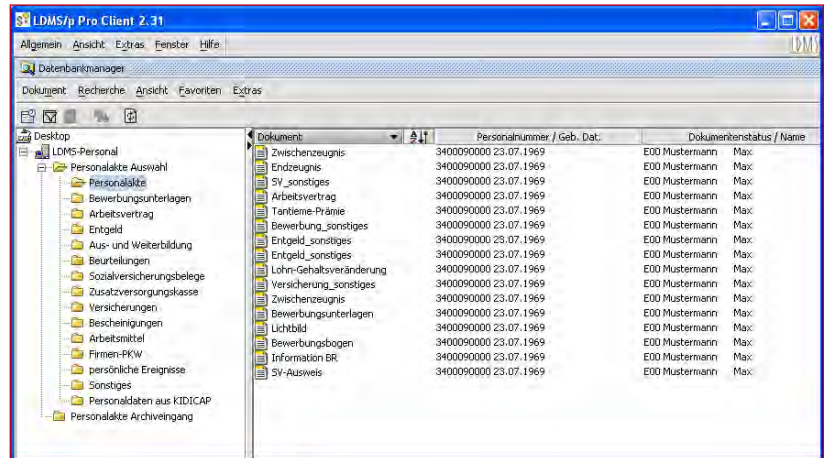 LDMS/p Pro Client 2.31
Allgemein Ansicht Extras Fenster Hilfe
LDMS
Datenbankmanager
Dokument Recherche Ansicht Favoriten Extras
Desktop
LDMS-Personal
Personalakte Auswahl
Personalakte
Bewerbungsunterlagen
Arbeitsvertrag
Entgeld
Aus- und Weiterbildung
Beurteilungen
Sozialversicherungsbelege
Zusatzversorgungskasse
Versicherungen
Bescheinigungen
Arbeitsmittel
Firmen-PKW
persönliche Ereignisse
Sonstiges
Personaldaten aus KIDICAP
Personalakte Archiveingang
Dokument Personalnummer / Geb. Dat. Dokumentenstatus / Name
Zwischenzeugnis 3400090000 23.07.1969 E00 Mustermann Max
Endzeugnis 3400090000 23.07.1969 E00 Mustermann Max
SV_sonstiges 3400090000 23.07.1969 E00 Mustermann Max
Arbeitsvertrag 3400090000 23.07.1969 E00 Mustermann Max
Tantieme-Prämie 3400090000 23.07.1969 E00 Mustermann Max
Bewerbung_sonstiges 3400090000 23.07.1969 E00 Mustermann Max
Entgeld_sonstiges 3400090000 23.07.1969 E00 Mustermann Max
Entgeld_sonstiges 3400090000 23.07.1969 E00 Mustermann Max
Lohn-Gehaltsveränderung 3400090000 23.07.1969 E00 Mustermann Max
Versicherung_sonstiges 3400090000 23.07.1969 E00 Mustermann Max
Zwischenzeugnis 3400090000 23.07.1969 E00 Mustermann Max
Bewerbungsunterlagen 3400090000 23.07.1969 E00 Mustermann Max
Lichtbild 3400090000 23.07.1969 E00 Mustermann Max
Bewerbungsbogen 3400090000 23.07.1969 E00 Mustermann Max
Information BR 3400090000 23.07.1969 E00 Mustermann Max
SV-Ausweis 3400090000 23.07.1969 E00 Mustermann Max